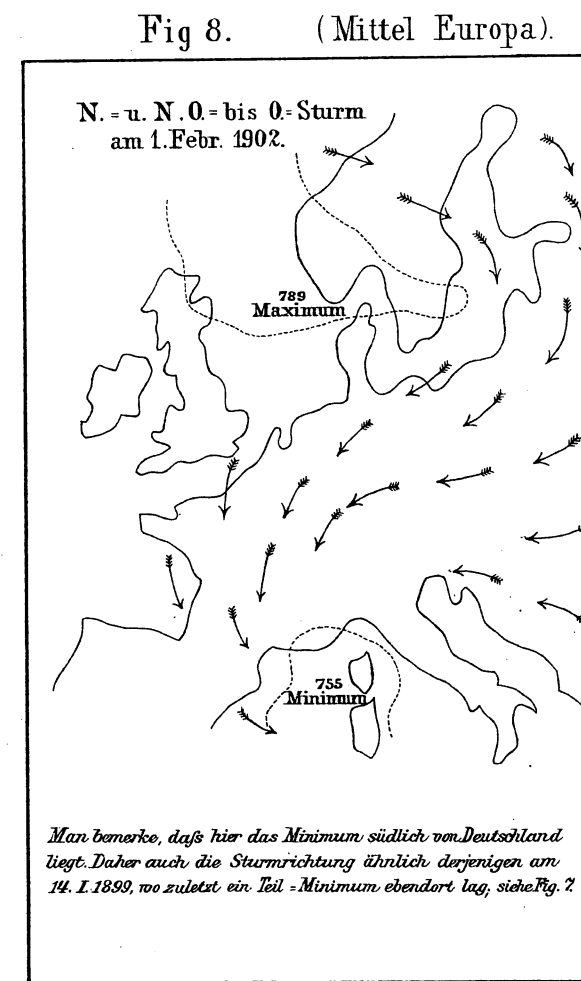 Fig 8. (Mittel Europa).
N. = u. N. O. = bis O. = Sturm
am 1. Febr. 1902.
789
Maximum
755
Minimum
Man bemerke, daſs hier das Minimum südlich von Deutschland
liegt. Daher auch die Sturmrichtung ähnlich derjenigen am
14. I. 1899, wo zuletzt ein Teil = Minimum ebendort lag; siehe Fig. 7.